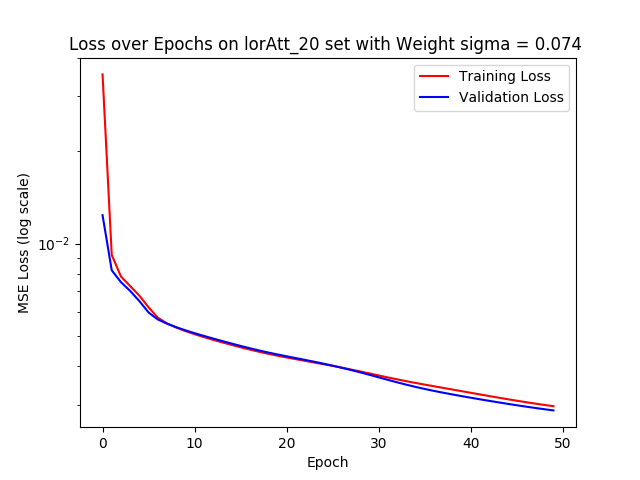 Loss over Epochs on lorAtt_20 set with Weight sigma = 0.074
Training Loss
Validation Loss
MSE Loss (log scale)
10⁻²
0 10 20 30 40 50
Epoch